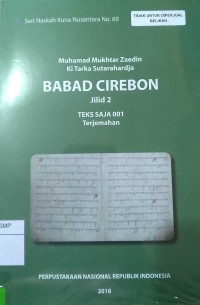 Seri Naskah Kuna Nusantara No. 69
TIDAK UNTUK DIPERJUAL
BELIKAN
Muhamad Mukhtar Zaedin
Ki Tarka Sutarahardja
BABAD CIREBON
Jilid 2
TEKS SAJA 001
Terjemahan
PERPUSTAKAAN NASIONAL REPUBLIK INDONESIA
2018